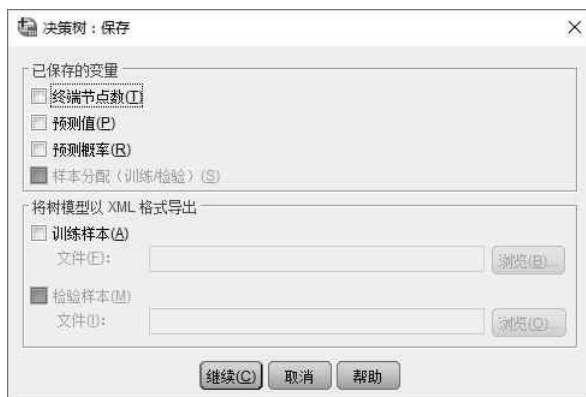 决策树：保存
已保存的变量
终端节点数(T)
预测值(P)
预测概率(R)
样本分配（训练/检验）(S)
将树模型以 XML 格式导出
训练样本(A)
文件(F):
浏览(B)...
检验样本(M)
文件(I):
浏览(O)...
继续(C) 取消 帮助